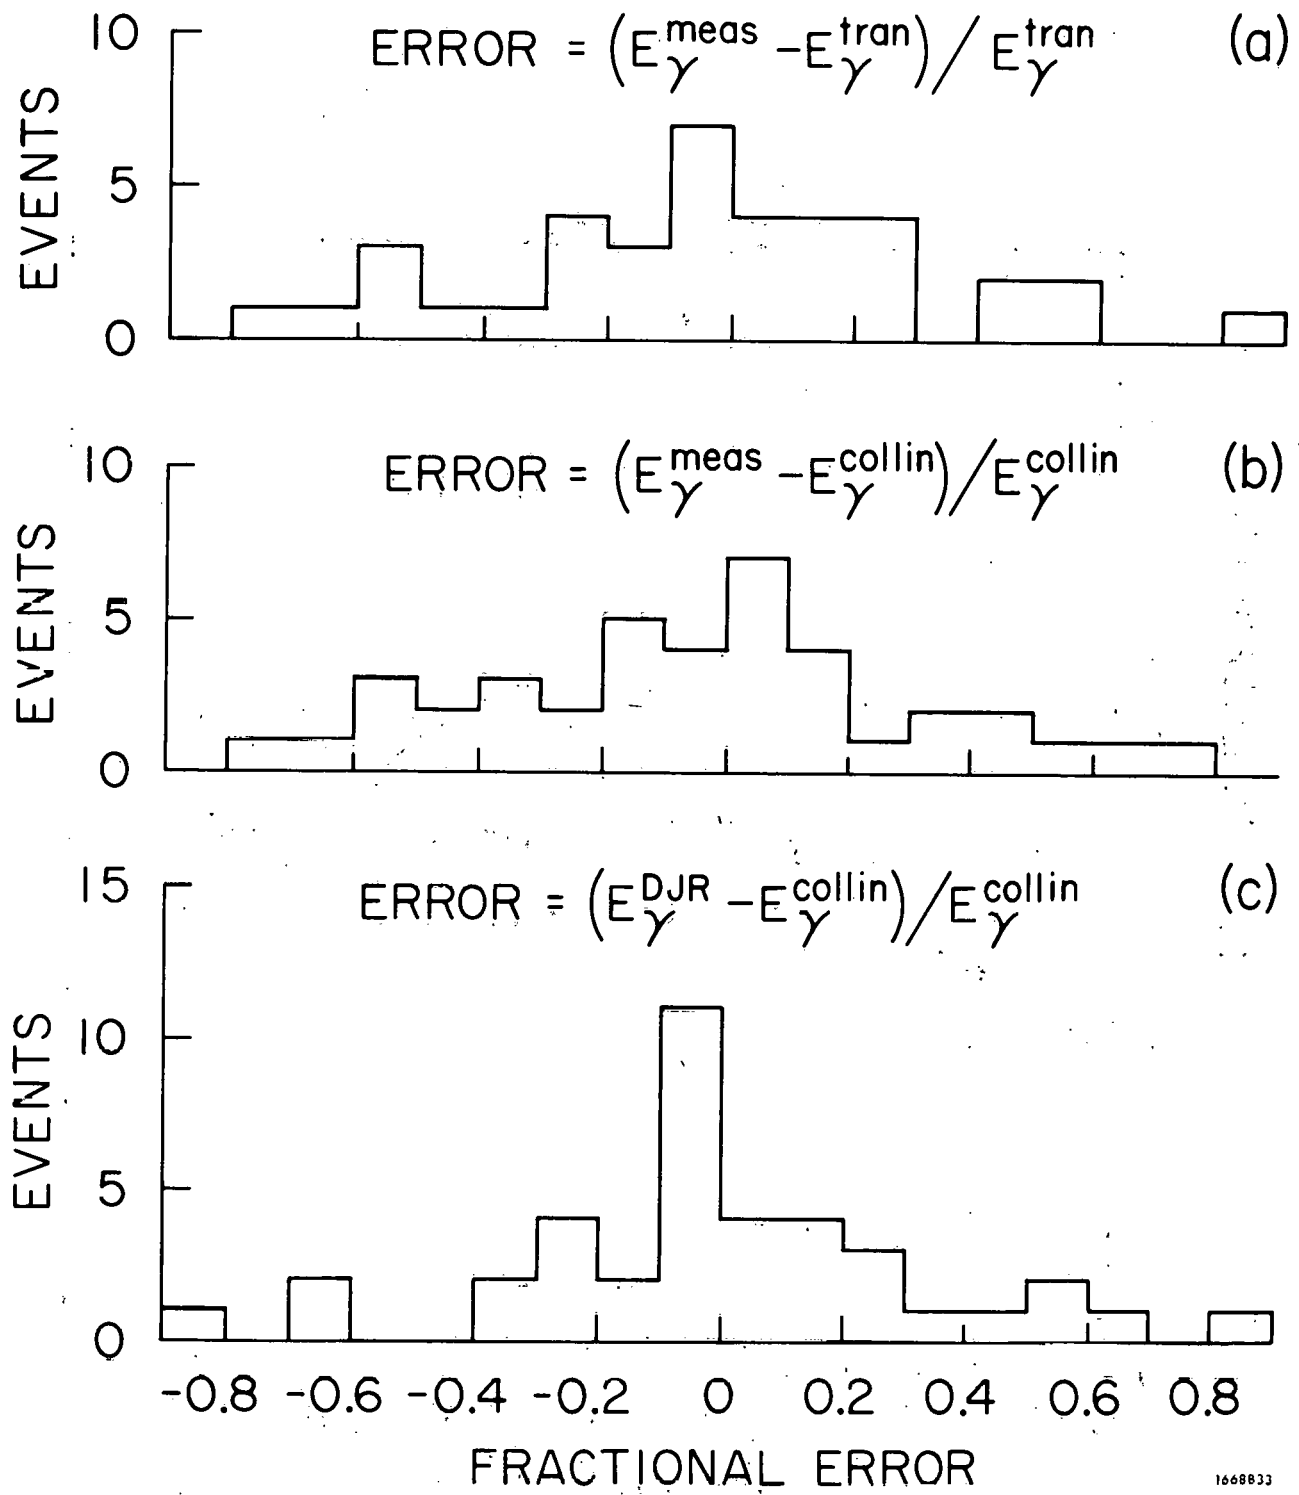 10 ERROR = (E_γ^meas − E_γ^tran) / E_γ^tran (a)
5
0
EVENTS
10 ERROR = (E_γ^meas − E_γ^collin) / E_γ^collin (b)
5
0
EVENTS
15 ERROR = (E_γ^DJR − E_γ^collin) / E_γ^collin (c)
10
5
0
EVENTS
-0.8 -0.6 -0.4 -0.2 0 0.2 0.4 0.6 0.8
FRACTIONAL ERROR
1668B33